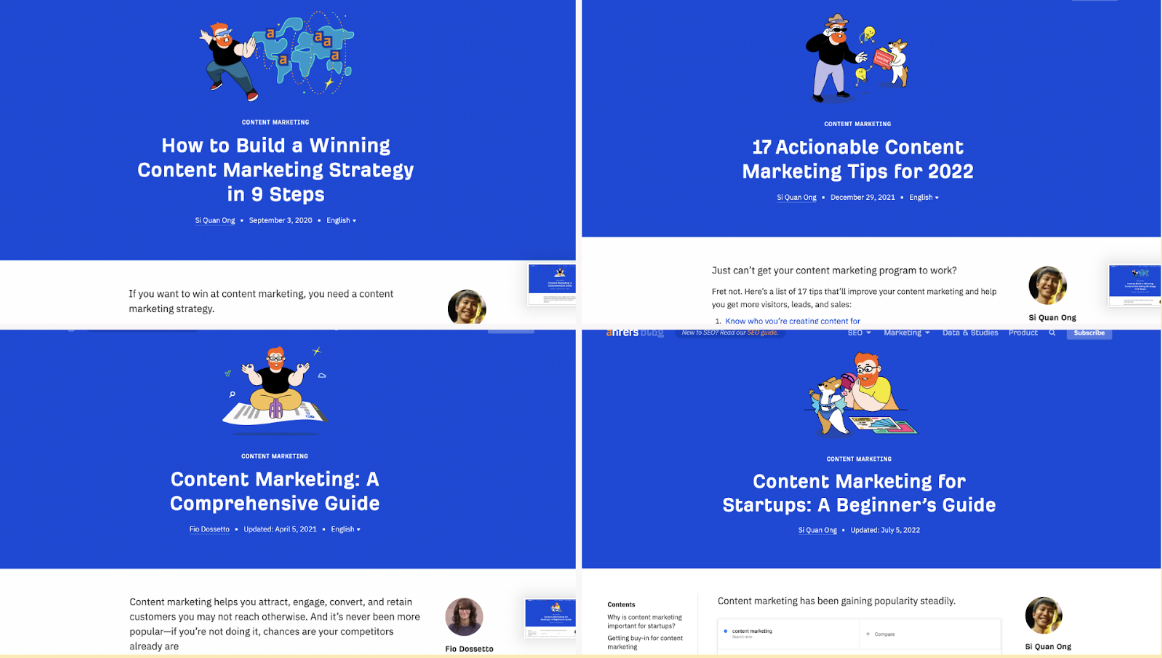 a a a a a
CONTENT MARKETING
How to Build a Winning
Content Marketing Strategy
in 9 Steps
Si Quan Ong • September 3, 2020 • English
If you want to win at content marketing, you need a content
marketing strategy.
CONTENT MARKETING
17 Actionable Content
Marketing Tips for 2022
Si Quan Ong • December 29, 2021 • English
Just can't get your content marketing program to work?
Fret not. Here's a list of 17 tips that'll improve your content marketing and help
you get more visitors, leads, and sales:
1. Know who you're creating content for
Si Quan Ong
CONTENT MARKETING
Content Marketing: A
Comprehensive Guide
Fio Dossetto • Updated: April 5, 2021 • English
Content marketing helps you attract, engage, convert, and retain
customers you may not reach otherwise. And it's never been more
popular—if you're not doing it, chances are your competitors
already are
Fio Dossetto
ahrefs blog New to SEO? Read our SEO guide. SEO Marketing Data & Studies Product Subscribe
CONTENT MARKETING
Content Marketing for
Startups: A Beginner's Guide
Si Quan Ong • Updated: July 5, 2022
Contents
Why is content marketing
important for startups?
Getting buy-in for content
marketing
Content marketing has been gaining popularity steadily.
content marketing
Search term
+ Compare
Si Quan Ong